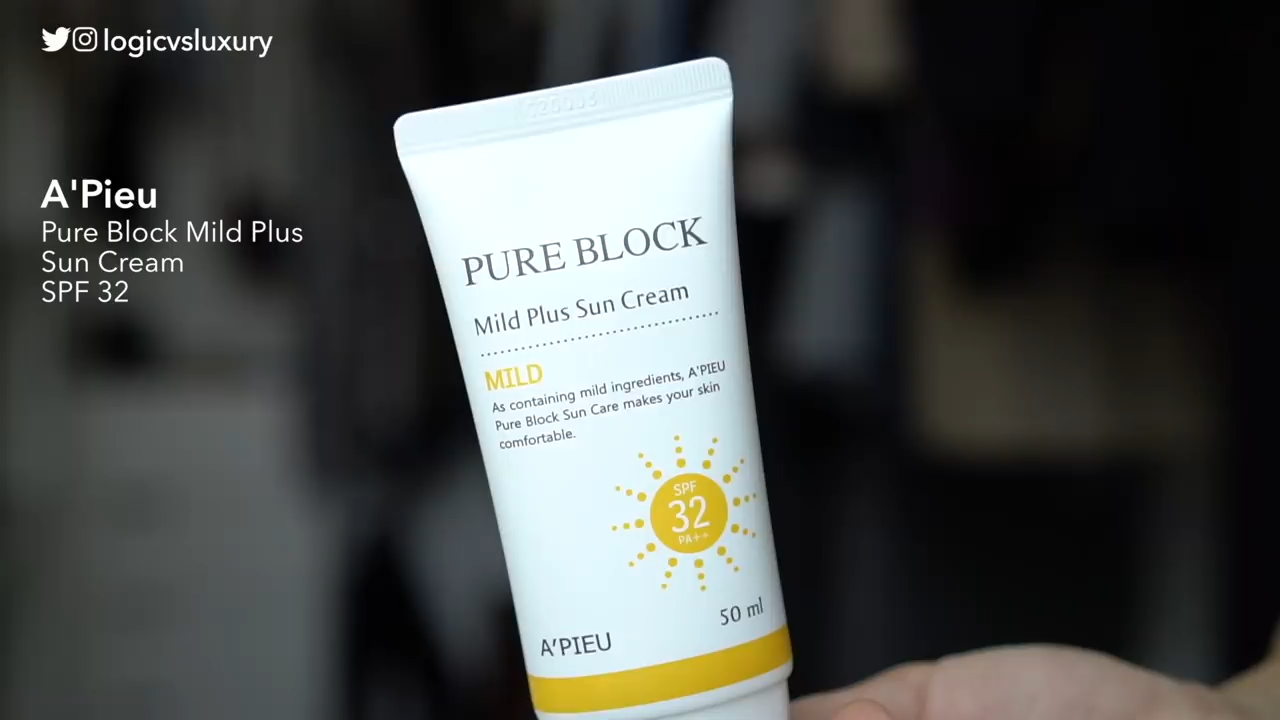 logicvsluxury
A'Pieu
Pure Block Mild Plus
Sun Cream
SPF 32
PURE BLOCK
Mild Plus Sun Cream
MILD
As containing mild ingredients, A'PIEU
Pure Block Sun Care makes your skin
comfortable.
SPF
32
PA++
50 ml
A'PIEU